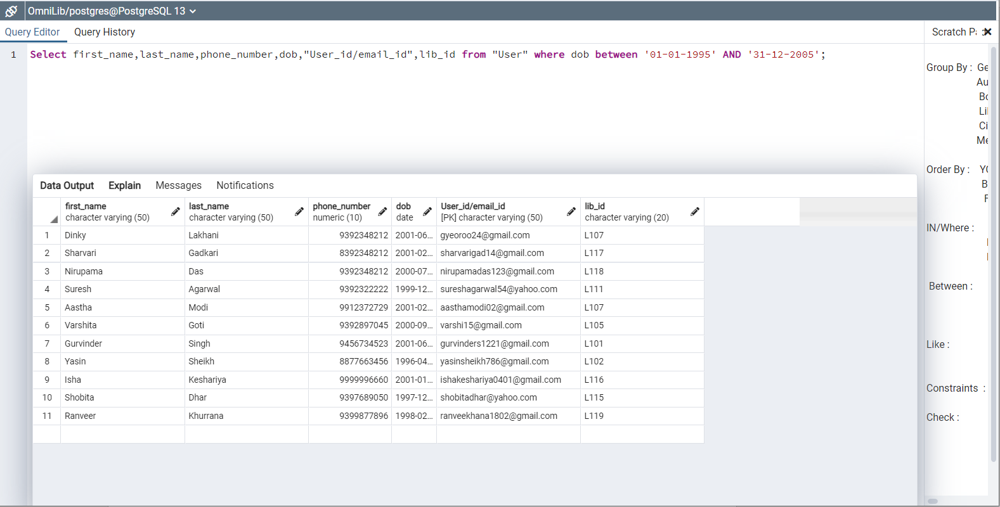 OmniLib/postgres@PostgreSQL 13
Query Editor Query History
Scratch
1 Select first_name,last_name,phone_number,dob,"User_id/email_id",lib_id from "User" where dob between '01-01-1995' AND '31-12-2005';
Group By :
Order By :
IN/Where :
Between :
Like :
Constraints :
Check :
Data Output Explain Messages Notifications
first_name last_name phone_number dob User_id/email_id lib_id
character varying (50) character varying (50) numeric (10) date [PK] character varying (50) character varying (20)
1 Dinky Lakhani 9392348212 2001-06... gyeoroo24@gmail.com L107
2 Sharvari Gadkari 8392348212 2001-02... sharvarigad14@gmail.com L117
3 Nirupama Das 9392348212 2000-07... nirupamadas123@gmail.com L118
4 Suresh Agarwal 9392322222 1999-12... sureshagarwal54@yahoo.com L111
5 Aastha Modi 9912372729 2001-02... aasthamodi02@gmail.com L107
6 Varshita Goti 9392897045 2000-09... varshi15@gmail.com L105
7 Gurvinder Singh 9456734523 2001-06... gurvinders1221@gmail.com L101
8 Yasin Sheikh 8877663456 1996-04... yasinsheikh786@gmail.com L102
9 Isha Keshariya 9999996660 2001-01... ishakeshariya0401@gmail.com L116
10 Shobita Dhar 9397689050 1997-12... shobitadhar@yahoo.com L115
11 Ranveer Khurrana 9399877896 1998-02... ranveekhana1802@gmail.com L119